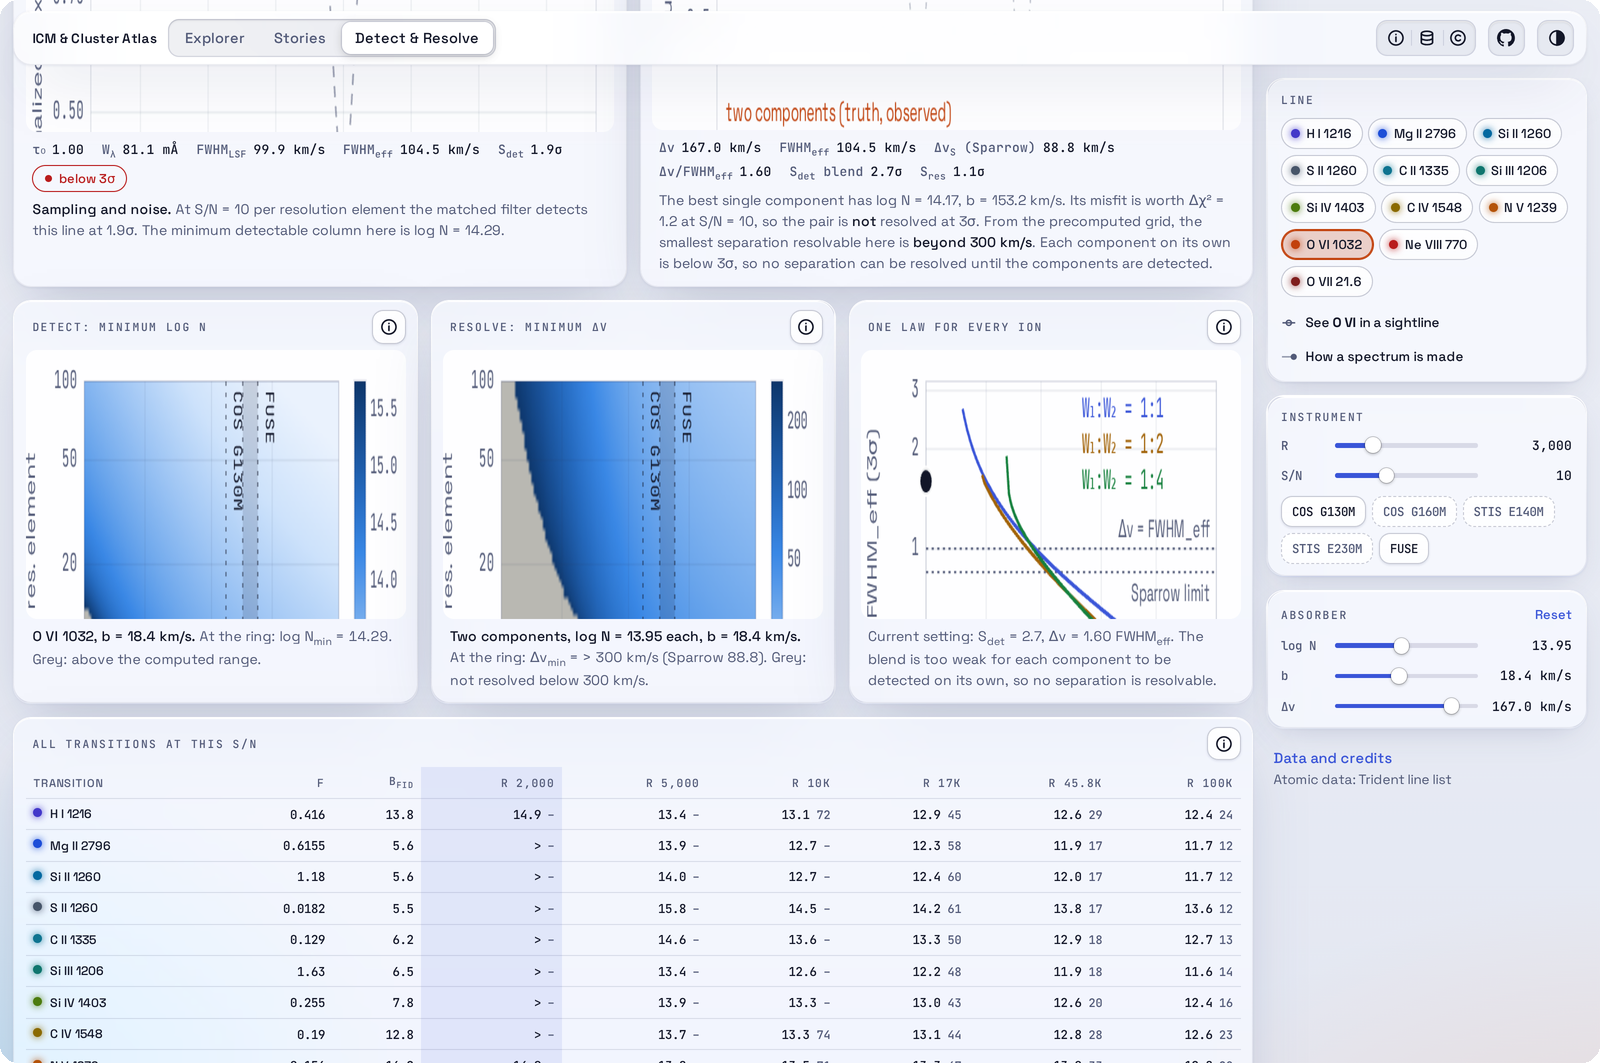 ICM & Cluster Atlas
Explorer
Stories
Detect & Resolve
0.50
τ₀ 1.00 Wλ 81.1 mÅ FWHM_LSF 99.9 km/s FWHM_eff 104.5 km/s S_det 1.9σ
below 3σ
Sampling and noise. At S/N = 10 per resolution element the matched filter detects
this line at 1.9σ. The minimum detectable column here is log N = 14.29.
two components (truth, observed)
Δv 167.0 km/s FWHM_eff 104.5 km/s Δv_S (Sparrow) 88.8 km/s
Δv/FWHM_eff 1.60 S_det blend 2.7σ S_res 1.1σ
The best single component has log N = 14.17, b = 153.2 km/s. Its misfit is worth Δχ² =
1.2 at S/N = 10, so the pair is not resolved at 3σ. From the precomputed grid, the
smallest separation resolvable here is beyond 300 km/s. Each component on its own
is below 3σ, so no separation can be resolved until the components are detected.
DETECT: MINIMUM LOG N
100
50
20
res. element
COS G130M
FUSE
15.5
15.0
14.5
14.0
O VI 1032, b = 18.4 km/s. At the ring: log N_min = 14.29.
Grey: above the computed range.
RESOLVE: MINIMUM ΔV
100
50
20
res. element
COS G130M
FUSE
200
100
50
Two components, log N = 13.95 each, b = 18.4 km/s.
At the ring: Δv_min = > 300 km/s (Sparrow 88.8). Grey:
not resolved below 300 km/s.
ONE LAW FOR EVERY ION
3
2
1
FWHM_eff (3σ)
W₁:W₂ = 1:1
W₁:W₂ = 1:2
W₁:W₂ = 1:4
Δv = FWHM_eff
Sparrow limit
Current setting: S_det = 2.7, Δv = 1.60 FWHM_eff. The
blend is too weak for each component to be
detected on its own, so no separation is resolvable.
ALL TRANSITIONS AT THIS S/N
TRANSITION F B_FID R 2,000 R 5,000 R 10K R 17K R 45.8K R 100K
H I 1216 0.416 13.8 14.9 – 13.4 – 13.1 72 12.9 45 12.6 29 12.4 24
Mg II 2796 0.6155 5.6 > – 13.9 – 12.7 – 12.3 58 11.9 17 11.7 12
Si II 1260 1.18 5.6 > – 14.0 – 12.7 – 12.4 60 12.0 17 11.7 12
S II 1260 0.0182 5.5 > – 15.8 – 14.5 – 14.2 61 13.8 17 13.6 12
C II 1335 0.129 6.2 > – 14.6 – 13.6 – 13.3 50 12.9 18 12.7 13
Si III 1206 1.63 6.5 > – 13.4 – 12.6 – 12.2 48 11.9 18 11.6 14
Si IV 1403 0.255 7.8 > – 13.9 – 13.3 – 13.0 43 12.6 20 12.4 16
C IV 1548 0.19 12.8 > – 13.7 – 13.3 74 13.1 44 12.8 28 12.6 23
LINE
H I 1216
Mg II 2796
Si II 1260
S II 1260
C II 1335
Si III 1206
Si IV 1403
C IV 1548
N V 1239
O VI 1032
Ne VIII 770
O VII 21.6
See O VI in a sightline
How a spectrum is made
INSTRUMENT
R 3,000
S/N 10
COS G130M
COS G160M
STIS E140M
STIS E230M
FUSE
ABSORBER
Reset
log N 13.95
b 18.4 km/s
Δv 167.0 km/s
Data and credits
Atomic data: Trident line list